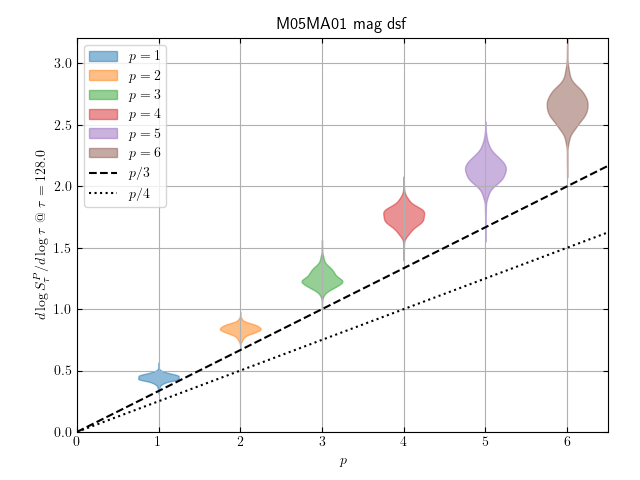 M05MA01 mag dsf
d log S_τ^P / d log τ @ τ = 128.0
3.0
2.5
2.0
1.5
1.0
0.5
0.0
p = 1
p = 2
p = 3
p = 4
p = 5
p = 6
p/3
p/4
0 1 2 3 4 5 6
p